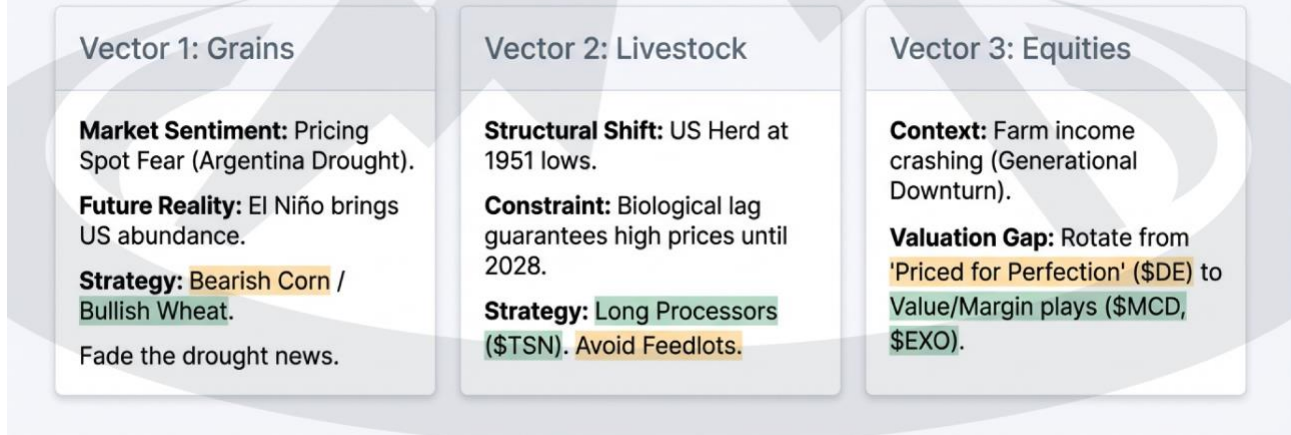 Vector 1: Grains
Market Sentiment: Pricing
Spot Fear (Argentina Drought).
Future Reality: El Niño brings
US abundance.
Strategy: Bearish Corn /
Bullish Wheat.
Fade the drought news.
Vector 2: Livestock
Structural Shift: US Herd at
1951 lows.
Constraint: Biological lag
guarantees high prices until
2028.
Strategy: Long Processors
($TSN). Avoid Feedlots.
Vector 3: Equities
Context: Farm income
crashing (Generational
Downturn).
Valuation Gap: Rotate from
'Priced for Perfection' ($DE) to
Value/Margin plays ($MCD,
$EXO).